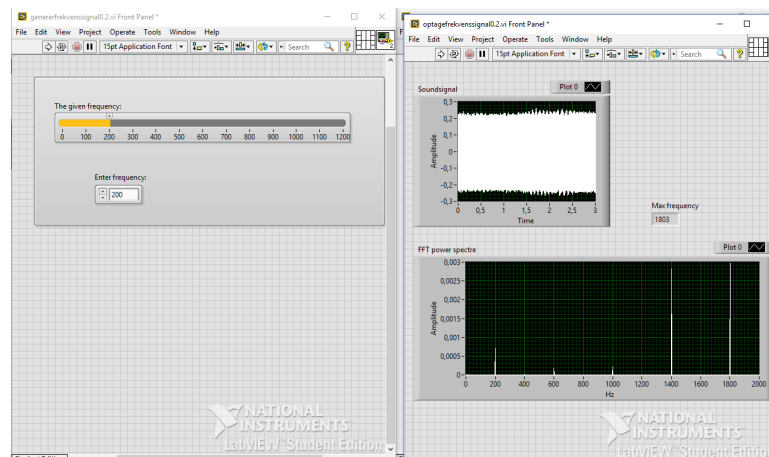 genererfrekvenssignal0.2.vi Front Panel *
File Edit View Project Operate Tools Window Help
15pt Application Font
Search
2
The given frequency:
0 100 200 300 400 500 600 700 800 900 1000 1100 1200
Enter frequency:
200
NATIONAL
INSTRUMENTS
LabVIEW Student Edition
optagefrekvenssignal0.2.vi Front Panel *
File Edit View Project Operate Tools Window Help
15pt Application Font
Search
Soundsignal
Plot 0
0,3
0,2
0,1
0
-0,1
-0,2
-0,3
Amplitude
0 0,5 1 1,5 2 2,5 3
Time
Max frequency
1803
FFT power spectre
Plot 0
0,003
0,0025
0,002
0,0015
0,001
0,0005
0
Amplitude
0 200 400 600 800 1000 1200 1400 1600 1800 2000
Hz
NATIONAL
INSTRUMENTS
LabVIEW Student Edition